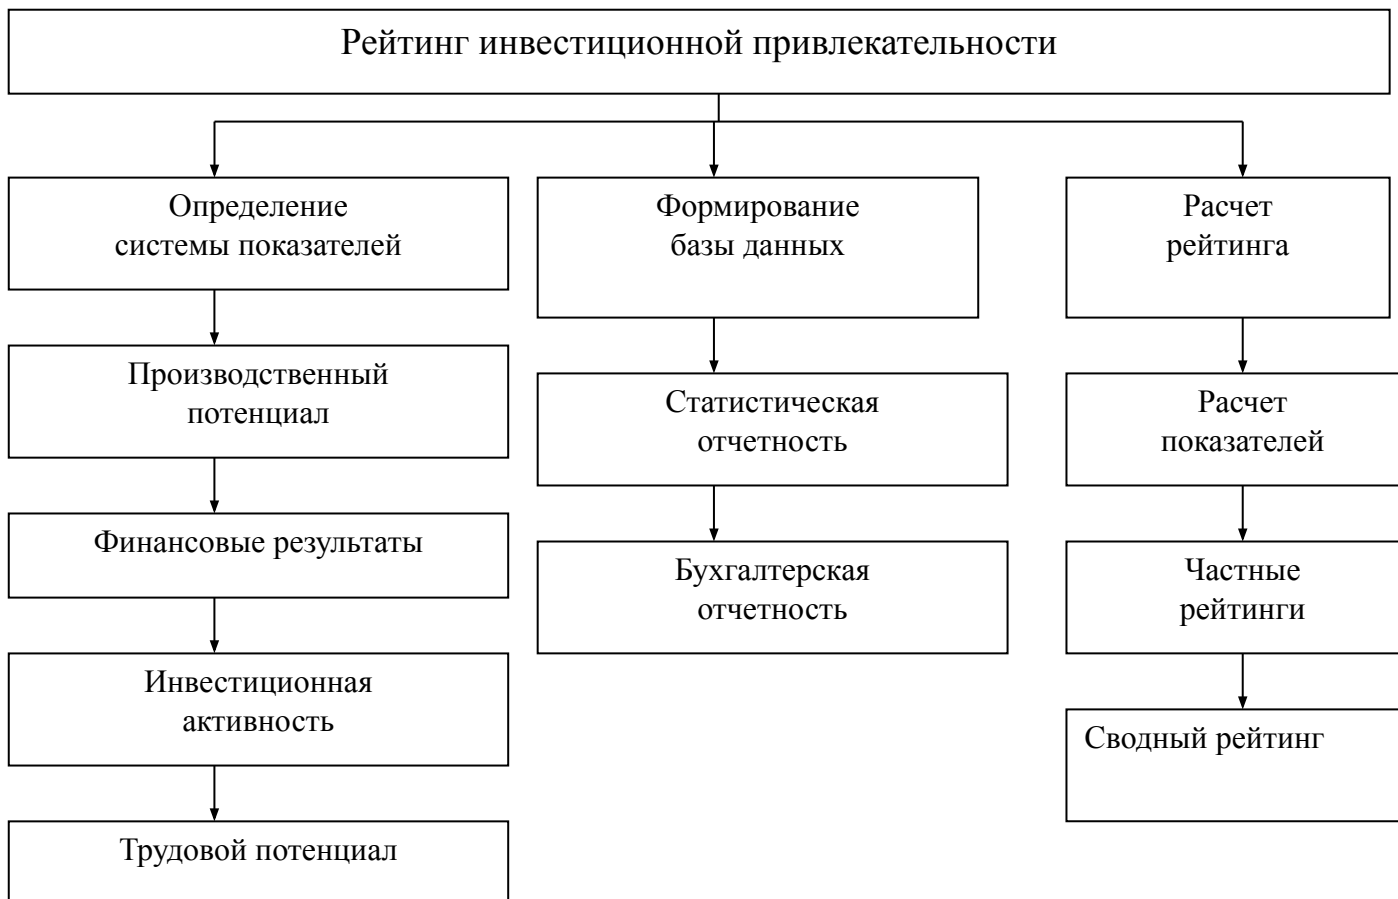 Рейтинг инвестиционной привлекательности
Определение
системы показателей
Формирование
базы данных
Расчет
рейтинга
Производственный
потенциал
Статистическая
отчетность
Расчет
показателей
Финансовые результаты
Бухгалтерская
отчетность
Частные
рейтинги
Инвестиционная
активность
Сводный рейтинг
Трудовой потенциал